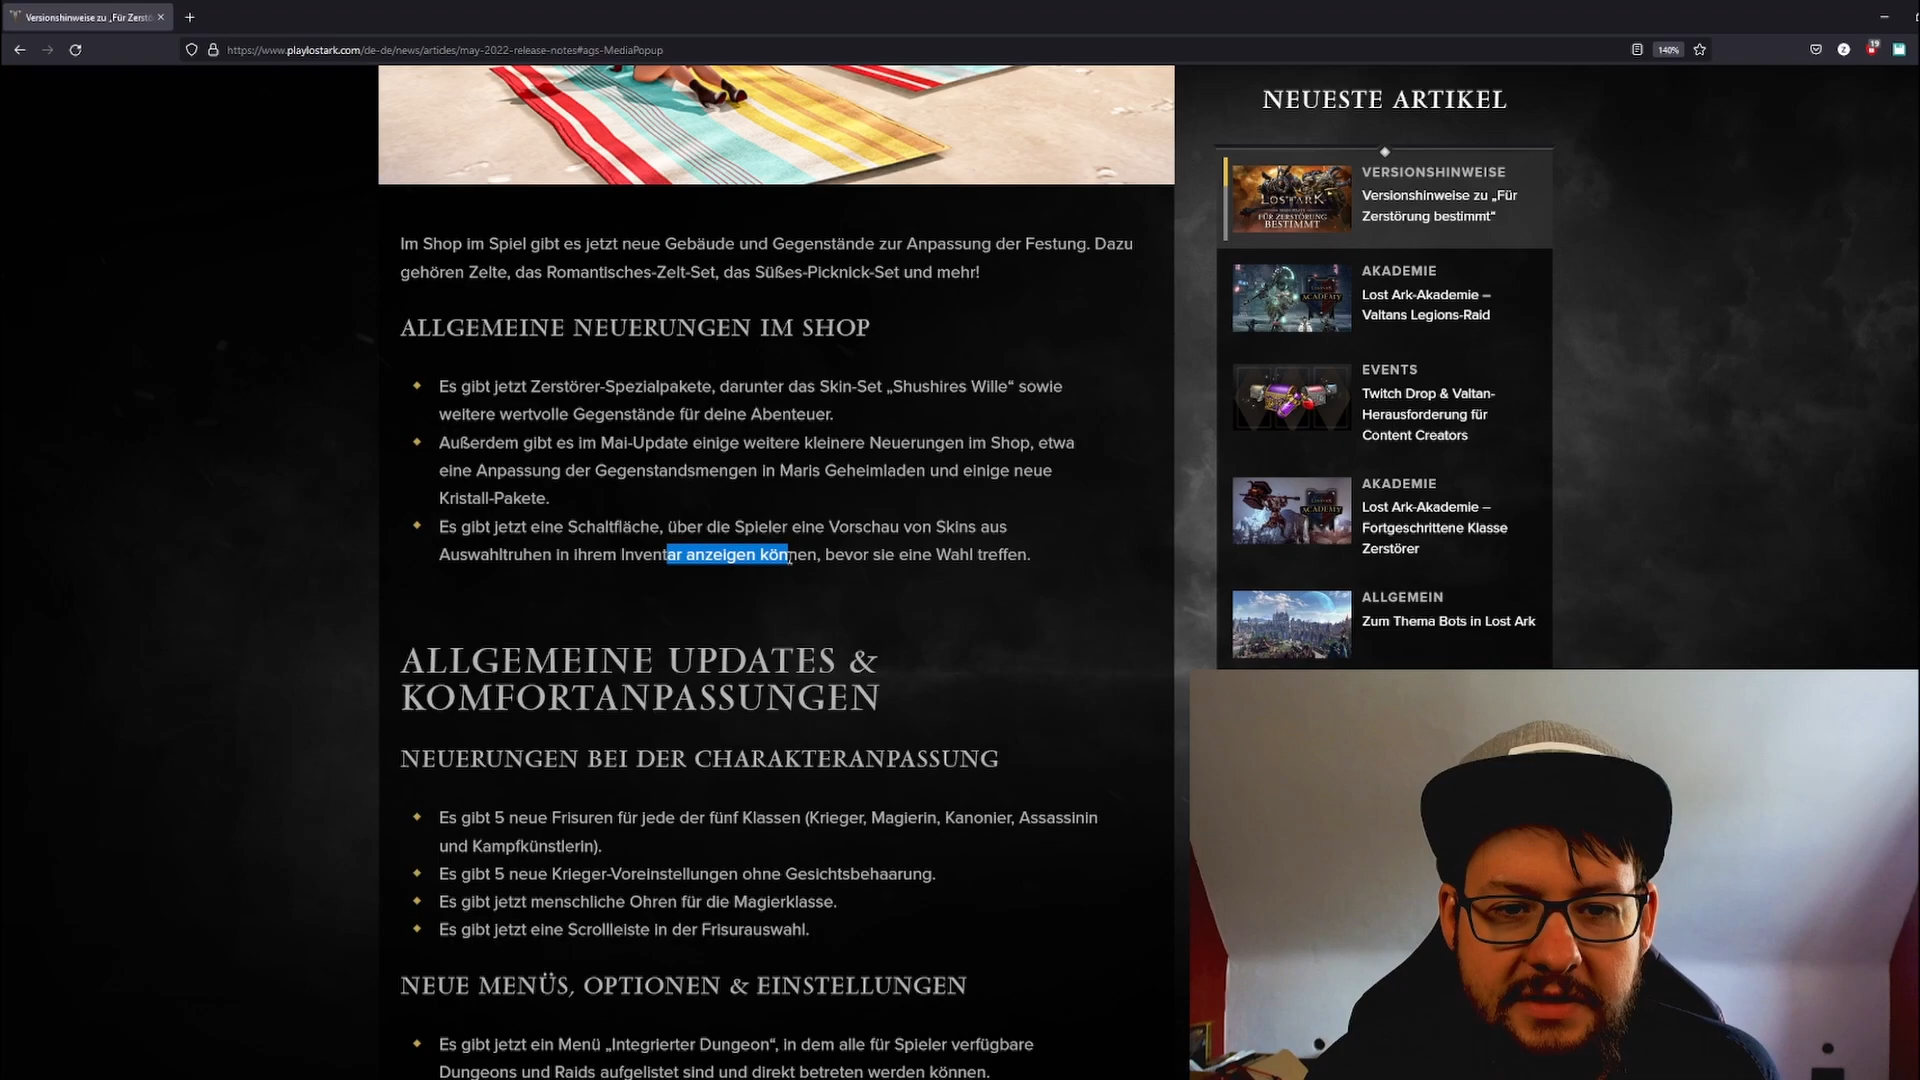 Versionshinweise zu „Für Zerstö
https://www.playlostark.com/de-de/news/articles/may-2022-release-notes#ags-MediaPopup
140%
19
Im Shop im Spiel gibt es jetzt neue Gebäude und Gegenstände zur Anpassung der Festung. Dazu
gehören Zelte, das Romantisches-Zelt-Set, das Süßes-Picknick-Set und mehr!
ALLGEMEINE NEUERUNGEN IM SHOP
Es gibt jetzt Zerstörer-Spezialpakete, darunter das Skin-Set „Shushires Wille“ sowie
weitere wertvolle Gegenstände für deine Abenteuer.
Außerdem gibt es im Mai-Update einige weitere kleinere Neuerungen im Shop, etwa
eine Anpassung der Gegenstandsmengen in Maris Geheimladen und einige neue
Kristall-Pakete.
Es gibt jetzt eine Schaltfläche, über die Spieler eine Vorschau von Skins aus
Auswahltruhen in ihrem Inventar anzeigen können, bevor sie eine Wahl treffen.
ALLGEMEINE UPDATES &
KOMFORTANPASSUNGEN
NEUERUNGEN BEI DER CHARAKTERANPASSUNG
Es gibt 5 neue Frisuren für jede der fünf Klassen (Krieger, Magierin, Kanonier, Assassinin
und Kampfkünstlerin).
Es gibt 5 neue Krieger-Voreinstellungen ohne Gesichtsbehaarung.
Es gibt jetzt menschliche Ohren für die Magierklasse.
Es gibt jetzt eine Scrollleiste in der Frisurauswahl.
NEUE MENÜS, OPTIONEN & EINSTELLUNGEN
Es gibt jetzt ein Menü „Integrierter Dungeon“, in dem alle für Spieler verfügbare
Dungeons und Raids aufgelistet sind und direkt betreten werden können.
NEUESTE ARTIKEL
LOST ARK
FÜR ZERSTÖRUNG
BESTIMMT
VERSIONSHINWEISE
Versionshinweise zu „Für
Zerstörung bestimmt“
ACADEMY
AKADEMIE
Lost Ark-Akademie –
Valtans Legions-Raid
EVENTS
Twitch Drop & Valtan-
Herausforderung für
Content Creators
ACADEMY
AKADEMIE
Lost Ark-Akademie –
Fortgeschrittene Klasse
Zerstörer
ALLGEMEIN
Zum Thema Bots in Lost Ark